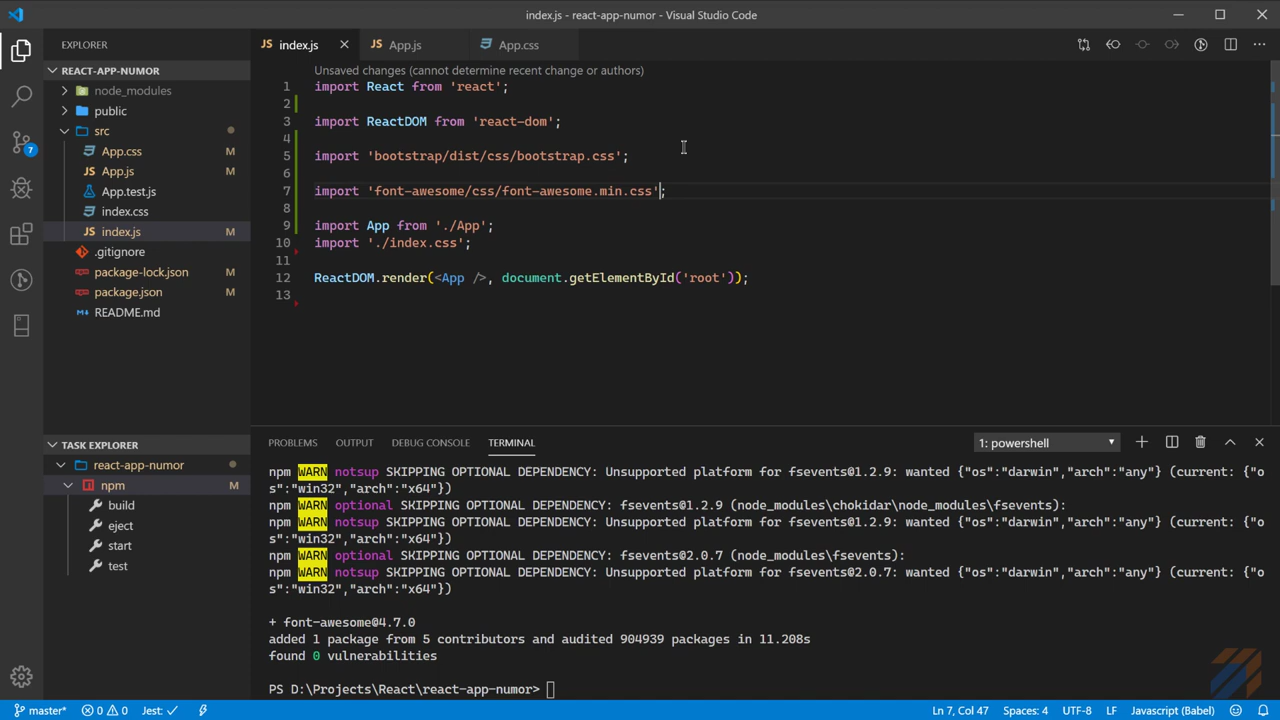 index.js - react-app-numor - Visual Studio Code
EXPLORER
REACT-APP-NUMOR
node_modules
public
src
App.css M
App.js M
App.test.js
index.css
index.js M
.gitignore
package-lock.json M
package.json M
README.md
7
TASK EXPLORER
react-app-numor
npm M
build
eject
start
test
JS index.js
JS App.js
App.css
Unsaved changes (cannot determine recent change or authors)
1 import React from 'react';
2
3 import ReactDOM from 'react-dom';
4
5 import 'bootstrap/dist/css/bootstrap.css';
6
7 import 'font-awesome/css/font-awesome.min.css';
8
9 import App from './App';
10 import './index.css';
11
12 ReactDOM.render(<App />, document.getElementById('root'));
13
PROBLEMS OUTPUT DEBUG CONSOLE TERMINAL 1: powershell
npm WARN notsup SKIPPING OPTIONAL DEPENDENCY: Unsupported platform for fsevents@1.2.9: wanted {"os":"darwin","arch":"any"} (current: {"o
s":"win32","arch":"x64"})
npm WARN optional SKIPPING OPTIONAL DEPENDENCY: fsevents@1.2.9 (node_modules\chokidar\node_modules\fsevents):
npm WARN notsup SKIPPING OPTIONAL DEPENDENCY: Unsupported platform for fsevents@1.2.9: wanted {"os":"darwin","arch":"any"} (current: {"o
s":"win32","arch":"x64"})
npm WARN optional SKIPPING OPTIONAL DEPENDENCY: fsevents@2.0.7 (node_modules\fsevents):
npm WARN notsup SKIPPING OPTIONAL DEPENDENCY: Unsupported platform for fsevents@2.0.7: wanted {"os":"darwin","arch":"any"} (current: {"o
s":"win32","arch":"x64"})
+ font-awesome@4.7.0
added 1 package from 5 contributors and audited 904939 packages in 11.208s
found 0 vulnerabilities
PS D:\Projects\React\react-app-numor>
master* 0 0 Jest: Ln 7, Col 47 Spaces: 4 UTF-8 LF Javascript (Babel)